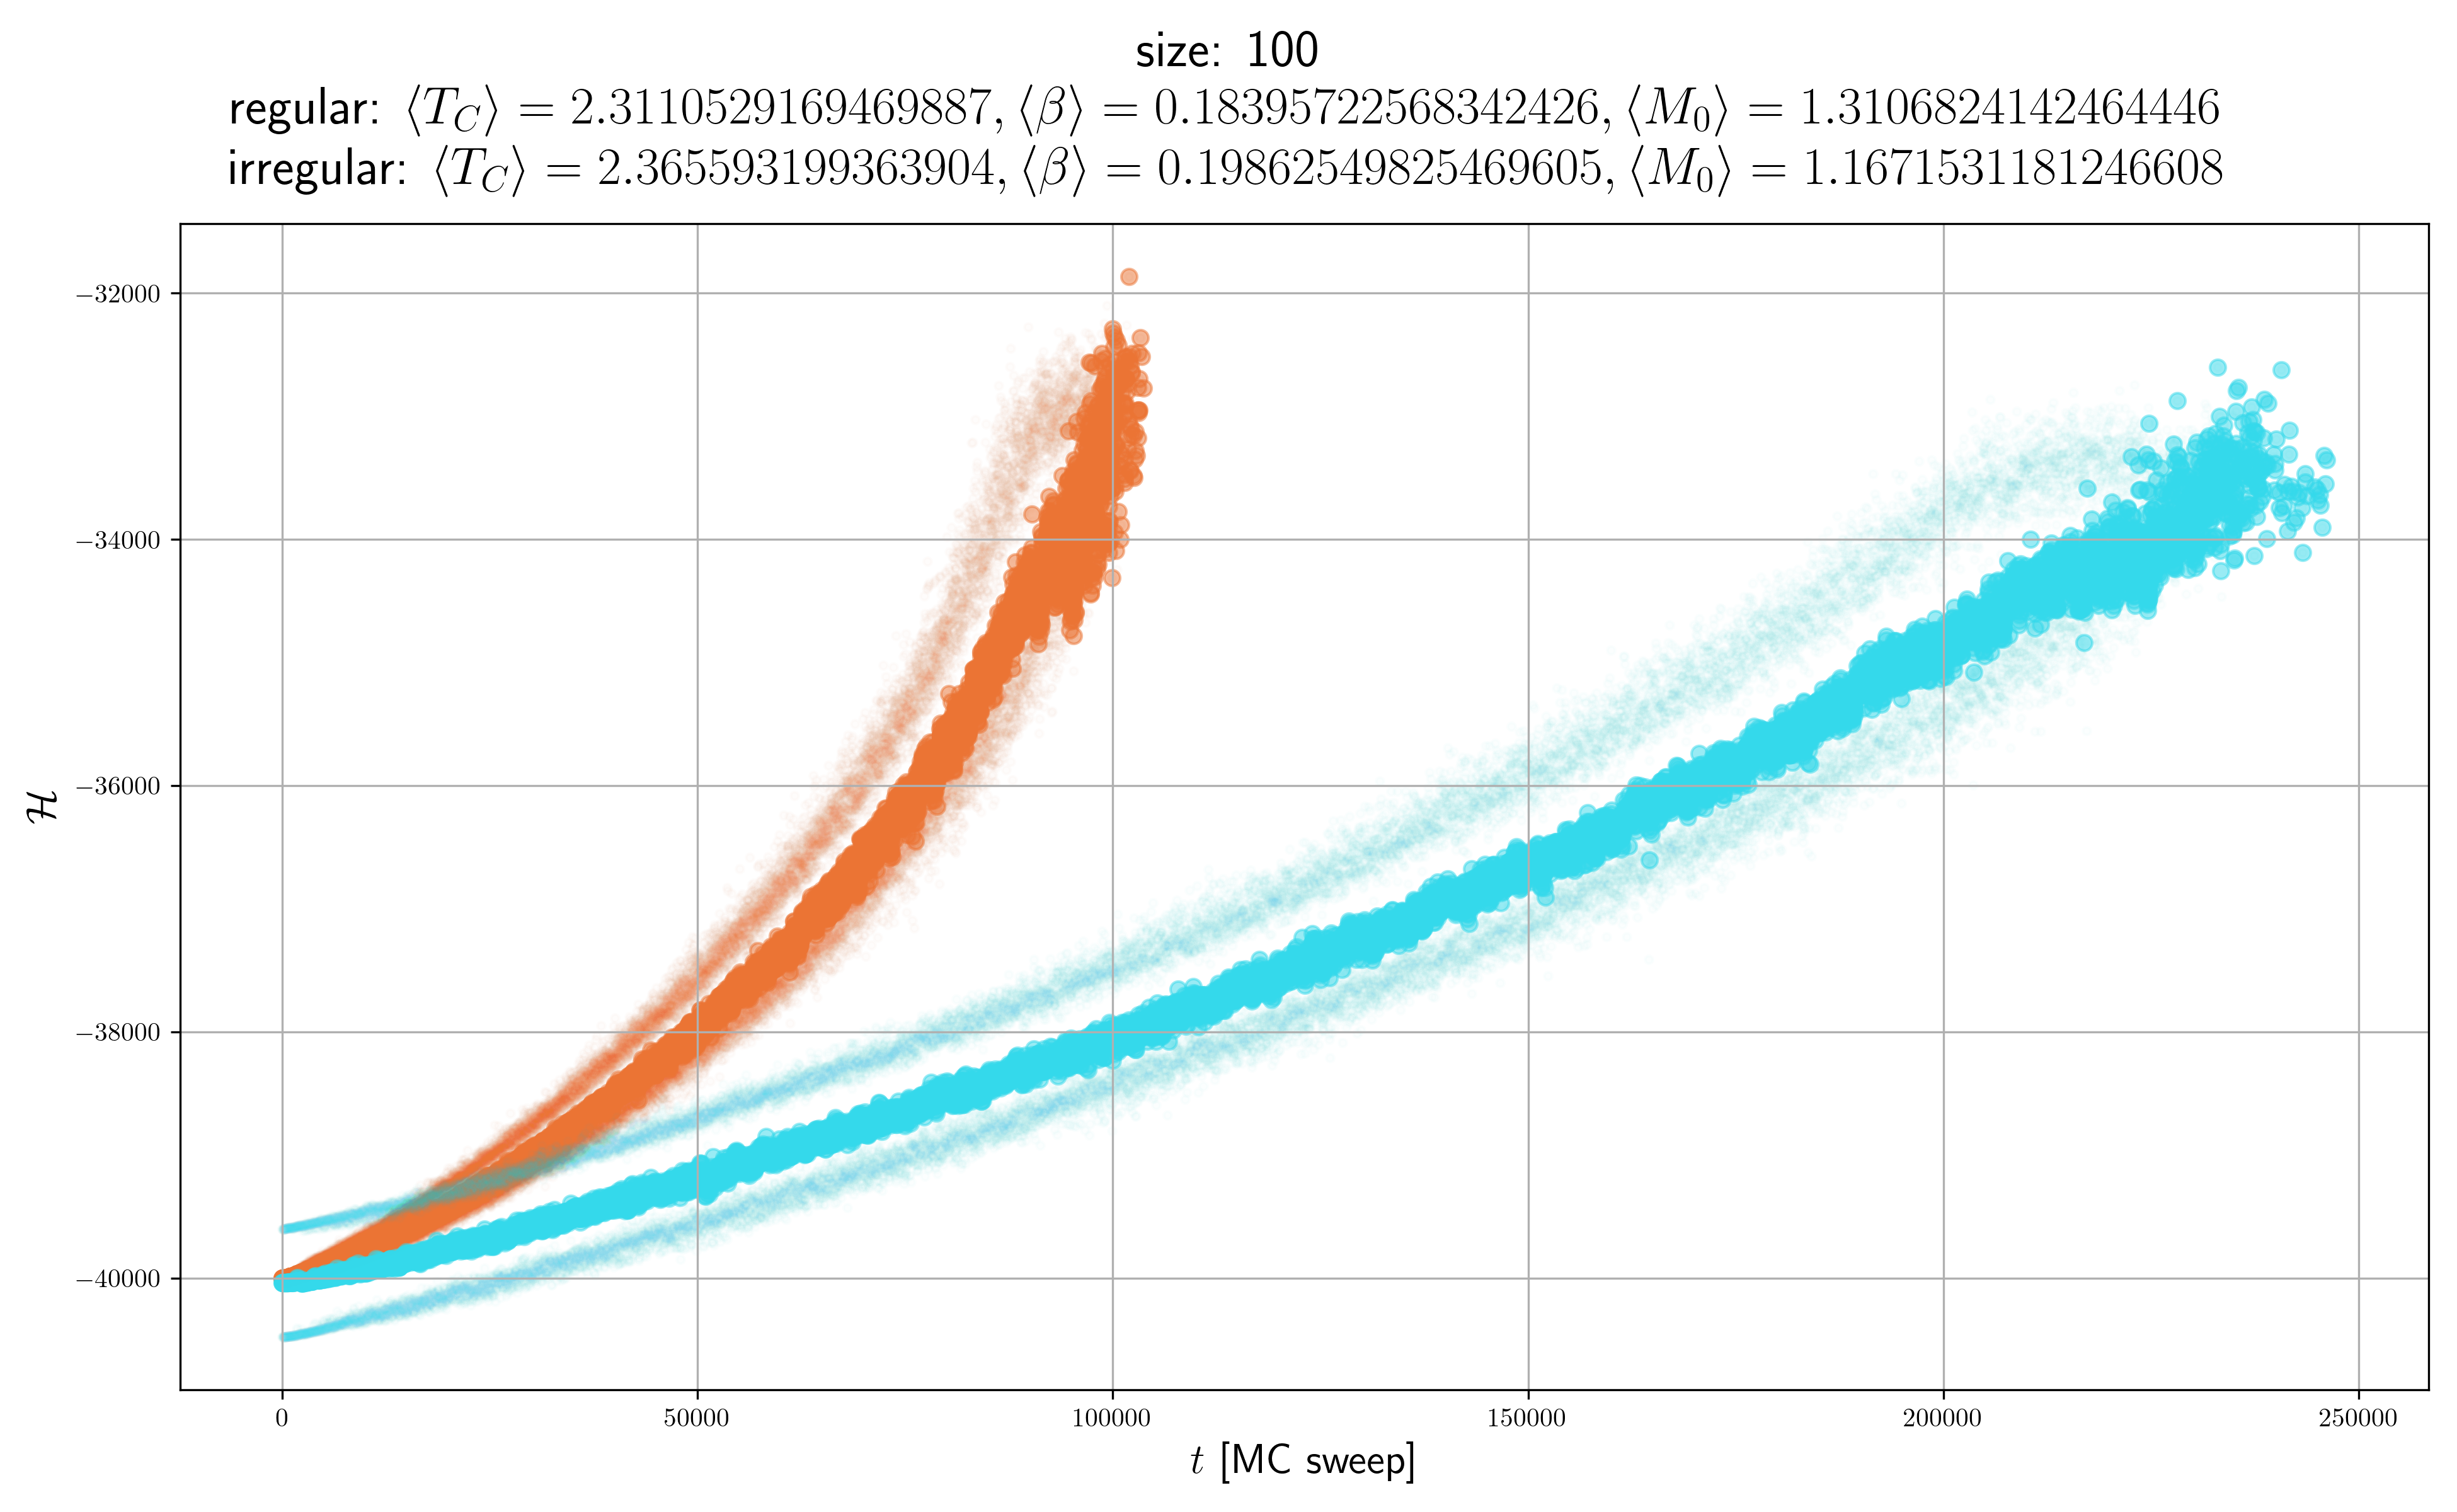 size: 100
regular: ⟨T_C⟩ = 2.3110529169469887, ⟨β⟩ = 0.18395722568342426, ⟨M_0⟩ = 1.3106824142464446
irregular: ⟨T_C⟩ = 2.365593199363904, ⟨β⟩ = 0.19862549825469605, ⟨M_0⟩ = 1.1671531181246608
−32000
−34000
−36000
ℋ
−38000
−40000
0 50000 100000 150000 200000 250000
t [MC sweep]